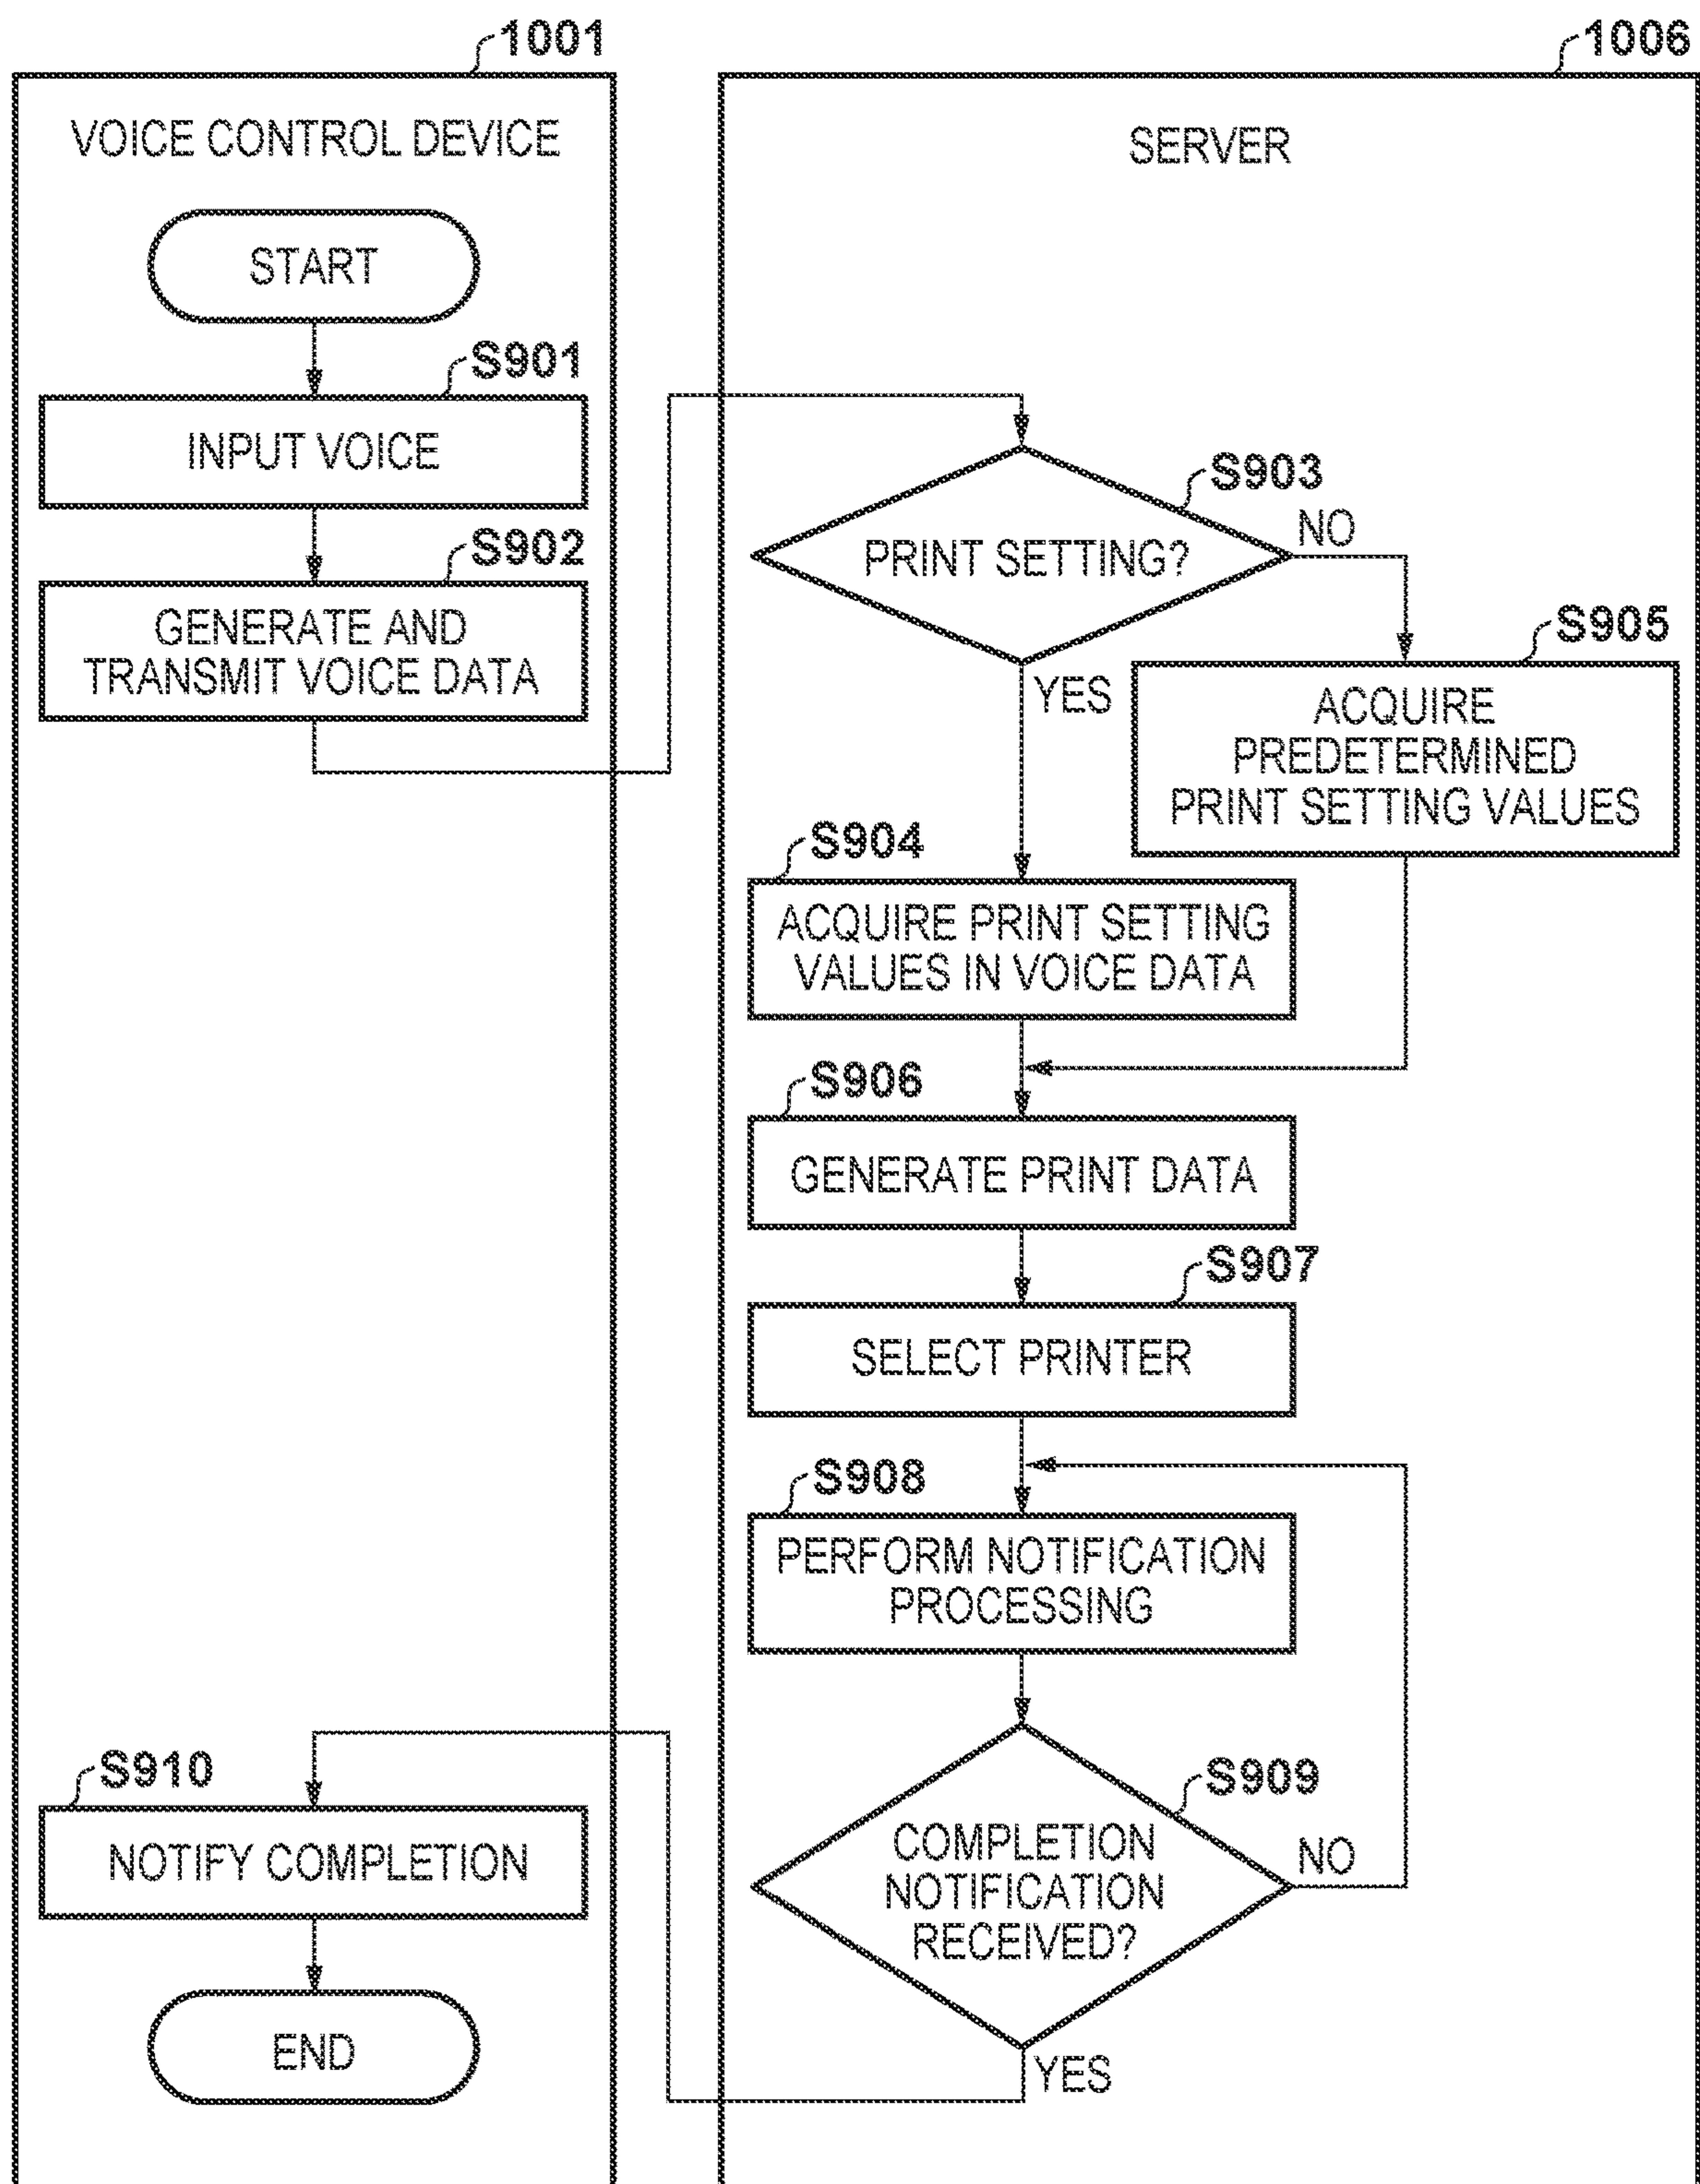 1001
VOICE CONTROL DEVICE
START
S901
INPUT VOICE
S902
GENERATE AND
TRANSMIT VOICE DATA
1006
SERVER
S903
PRINT SETTING?
NO
YES
S905
ACQUIRE
PREDETERMINED
PRINT SETTING VALUES
S904
ACQUIRE PRINT SETTING
VALUES IN VOICE DATA
S906
GENERATE PRINT DATA
S907
SELECT PRINTER
S908
PERFORM NOTIFICATION
PROCESSING
S909
COMPLETION
NOTIFICATION
RECEIVED?
NO
YES
S910
NOTIFY COMPLETION
END